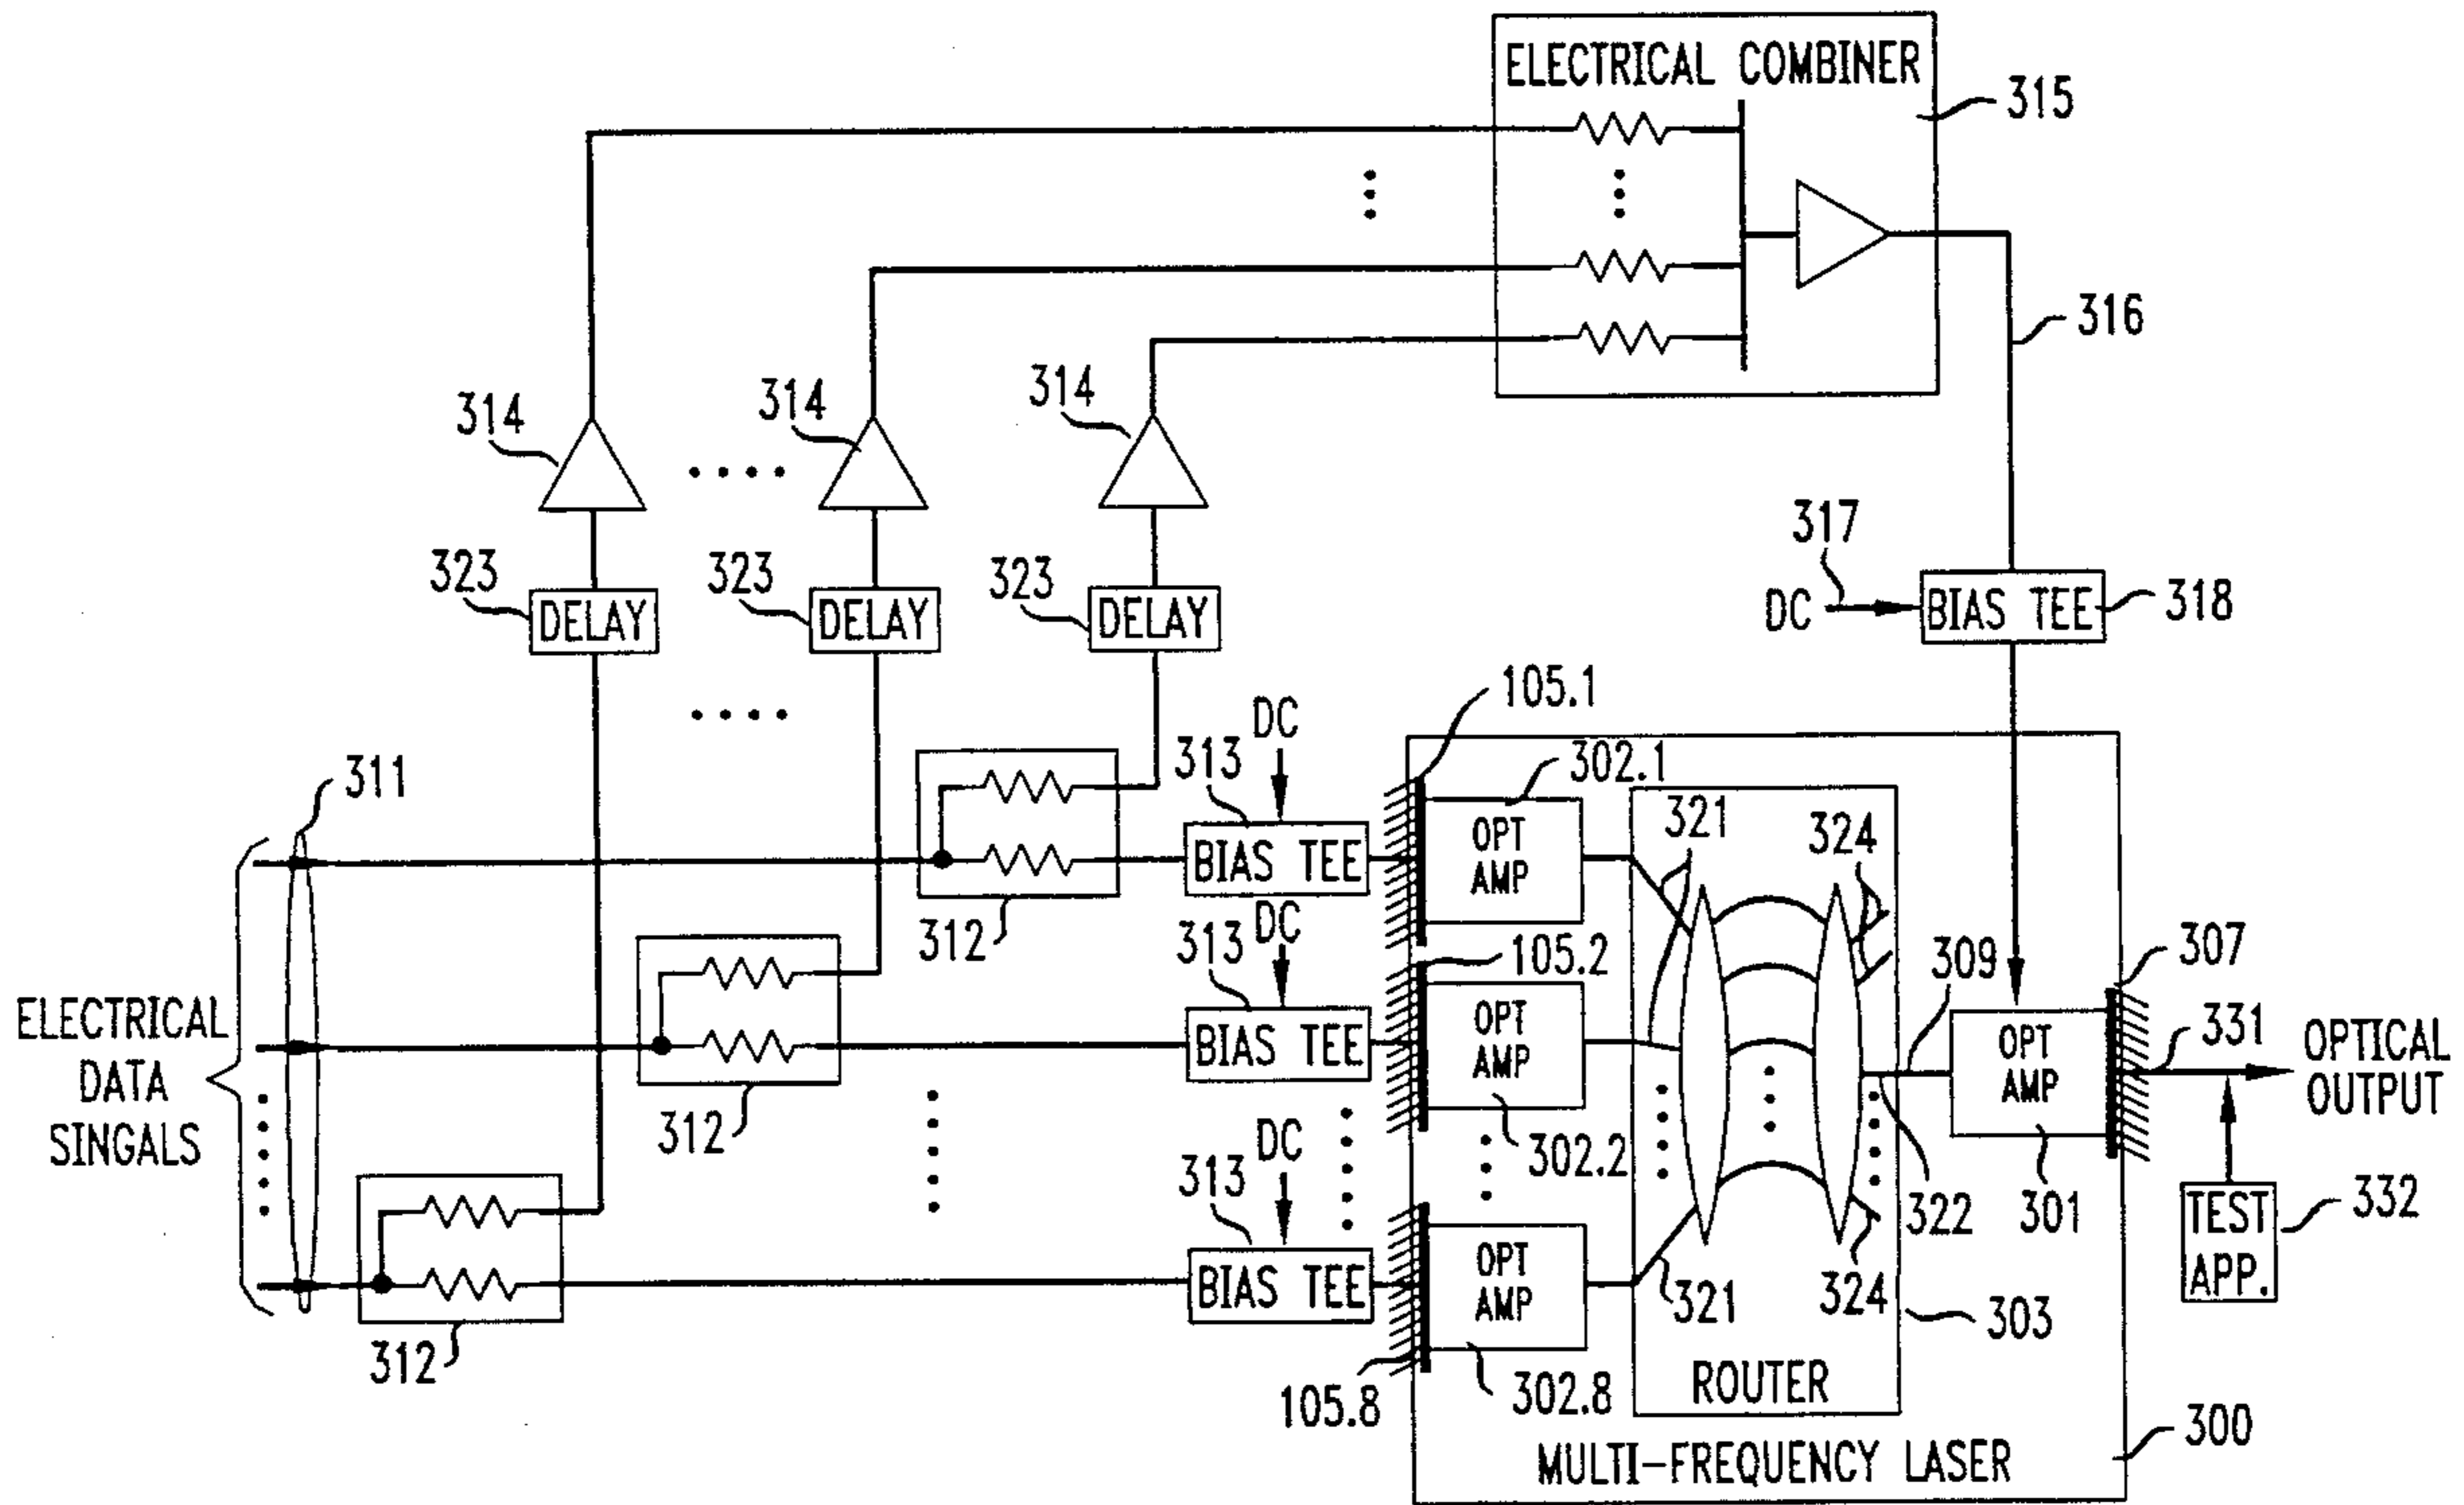 ELECTRICAL COMBINER
315
316
314
314
314
317
DC
BIAS TEE
318
323
323
323
DELAY
DELAY
DELAY
105.1
DC
313
302.1
311
321
324
OPT
AMP
BIAS TEE
312
DC
313
105.2
309
307
331
ELECTRICAL
DATA
SINGALS
BIAS TEE
OPT
AMP
OPT
AMP
OPTICAL
OUTPUT
312
DC
313
302.2
322
301
TEST
APP.
332
BIAS TEE
OPT
AMP
321
324
303
312
105.8
302.8
ROUTER
300
MULTI-FREQUENCY LASER